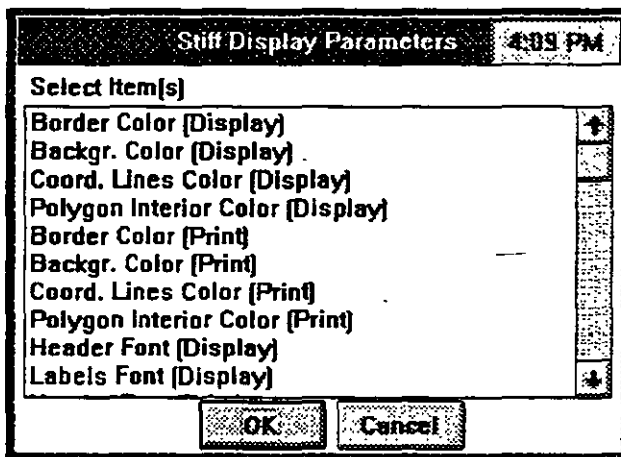 Stiff Display Parameters 4:09 PM
Select Item(s)
Border Color (Display)
Backgr. Color (Display)
Coord. Lines Color (Display)
Polygon Interior Color (Display)
Border Color (Print)
Backgr. Color (Print)
Coord. Lines Color (Print)
Polygon Interior Color (Print)
Header Font (Display)
Labels Font (Display)
OK Cancel